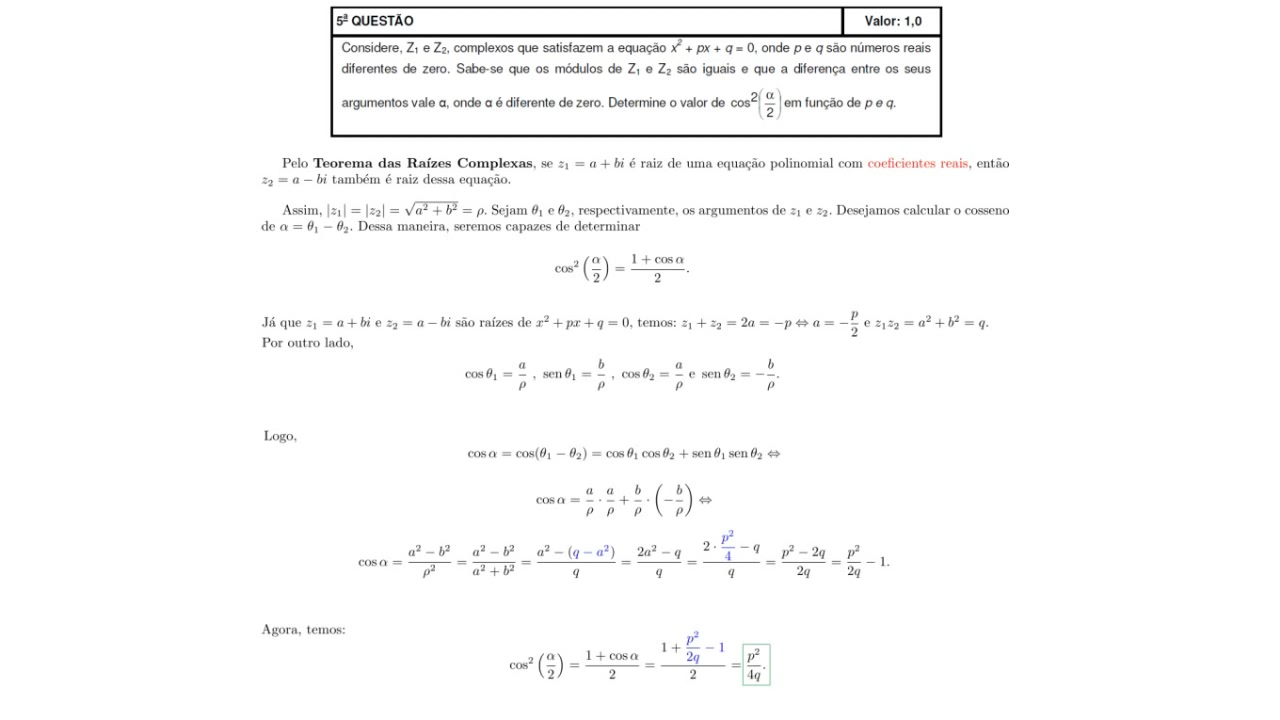 5ª QUESTÃO Valor: 1,0
Considere, Z₁ e Z₂, complexos que satisfazem a equação x² + px + q = 0, onde p e q são números reais
diferentes de zero. Sabe-se que os módulos de Z₁ e Z₂ são iguais e que a diferença entre os seus
argumentos vale α, onde α é diferente de zero. Determine o valor de cos²(α/2) em função de p e q.
Pelo Teorema das Raízes Complexas, se z₁ = a + bi é raiz de uma equação polinomial com coeficientes reais, então
z₂ = a − bi também é raiz dessa equação.
Assim, |z₁| = |z₂| = √(a² + b²) = ρ. Sejam θ₁ e θ₂, respectivamente, os argumentos de z₁ e z₂. Desejamos calcular o cosseno
de α = θ₁ − θ₂. Dessa maneira, seremos capazes de determinar
cos² (α/2) = (1 + cos α)/2.
Já que z₁ = a + bi e z₂ = a − bi são raízes de x² + px + q = 0, temos: z₁ + z₂ = 2a = −p ⇔ a = −p/2 e z₁z₂ = a² + b² = q.
Por outro lado,
cos θ₁ = a/ρ , sen θ₁ = b/ρ , cos θ₂ = a/ρ e sen θ₂ = −b/ρ.
Logo,
cos α = cos(θ₁ − θ₂) = cos θ₁ cos θ₂ + sen θ₁ sen θ₂ ⇔
cos α = a/ρ · a/ρ + b/ρ · (−b/ρ) ⇔
cos α = (a² − b²)/ρ² = (a² − b²)/(a² + b²) = (a² − (q − a²))/q = (2a² − q)/q = (2 · p²/4 − q)/q = (p² − 2q)/2q = p²/2q − 1.
Agora, temos:
cos² (α/2) = (1 + cos α)/2 = (1 + p²/2q − 1)/2 = p²/4q.